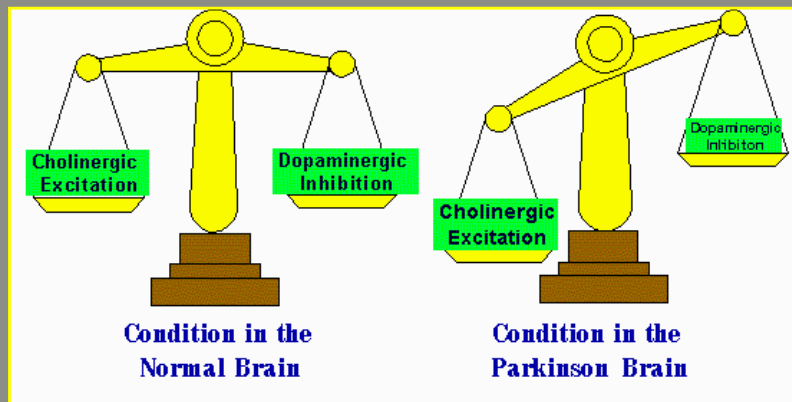 Cholinergic
Excitation
Dopaminergic
Inhibition
Condition in the
Normal Brain
Cholinergic
Excitation
Dopaminergic
Inhibiton
Condition in the
Parkinson Brain